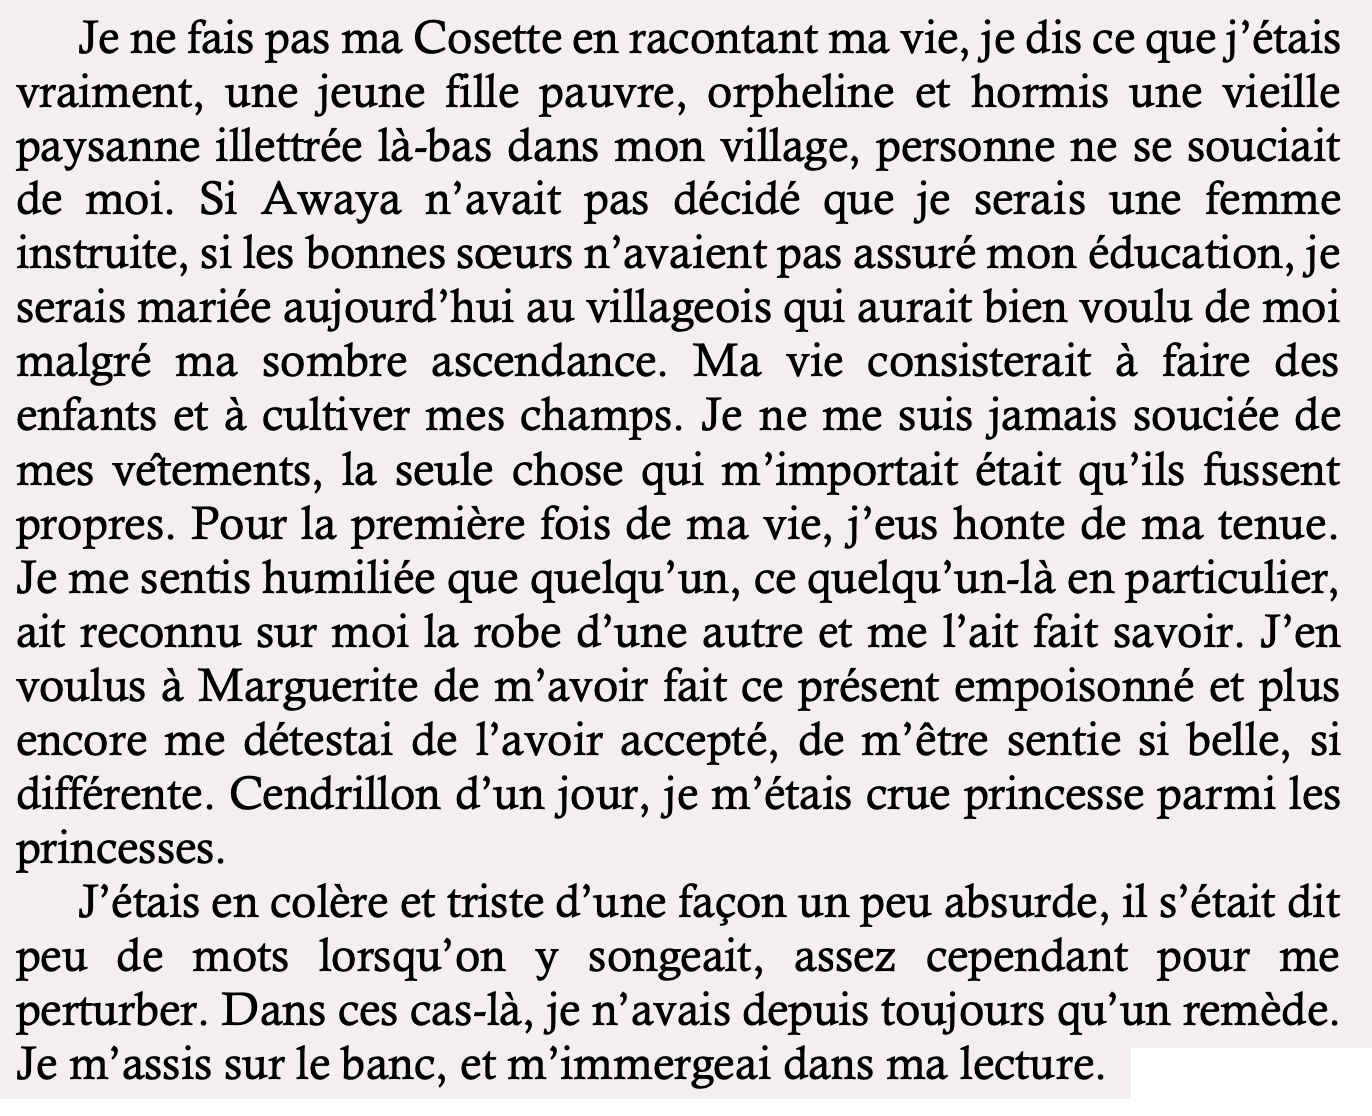 Je ne fais pas ma Cosette en racontant ma vie, je dis ce que j’étais
vraiment, une jeune fille pauvre, orpheline et hormis une vieille
paysanne illettrée là-bas dans mon village, personne ne se souciait
de moi. Si Awaya n’avait pas décidé que je serais une femme
instruite, si les bonnes sœurs n’avaient pas assuré mon éducation, je
serais mariée aujourd’hui au villageois qui aurait bien voulu de moi
malgré ma sombre ascendance. Ma vie consisterait à faire des
enfants et à cultiver mes champs. Je ne me suis jamais souciée de
mes vêtements, la seule chose qui m’importait était qu’ils fussent
propres. Pour la première fois de ma vie, j’eus honte de ma tenue.
Je me sentis humiliée que quelqu’un, ce quelqu’un-là en particulier,
ait reconnu sur moi la robe d’une autre et me l’ait fait savoir. J’en
voulus à Marguerite de m’avoir fait ce présent empoisonné et plus
encore me détestai de l’avoir accepté, de m’être sentie si belle, si
différente. Cendrillon d’un jour, je m’étais crue princesse parmi les
princesses.
J’étais en colère et triste d’une façon un peu absurde, il s’était dit
peu de mots lorsqu’on y songeait, assez cependant pour me
perturber. Dans ces cas-là, je n’avais depuis toujours qu’un remède.
Je m’assis sur le banc, et m’immergeai dans ma lecture.